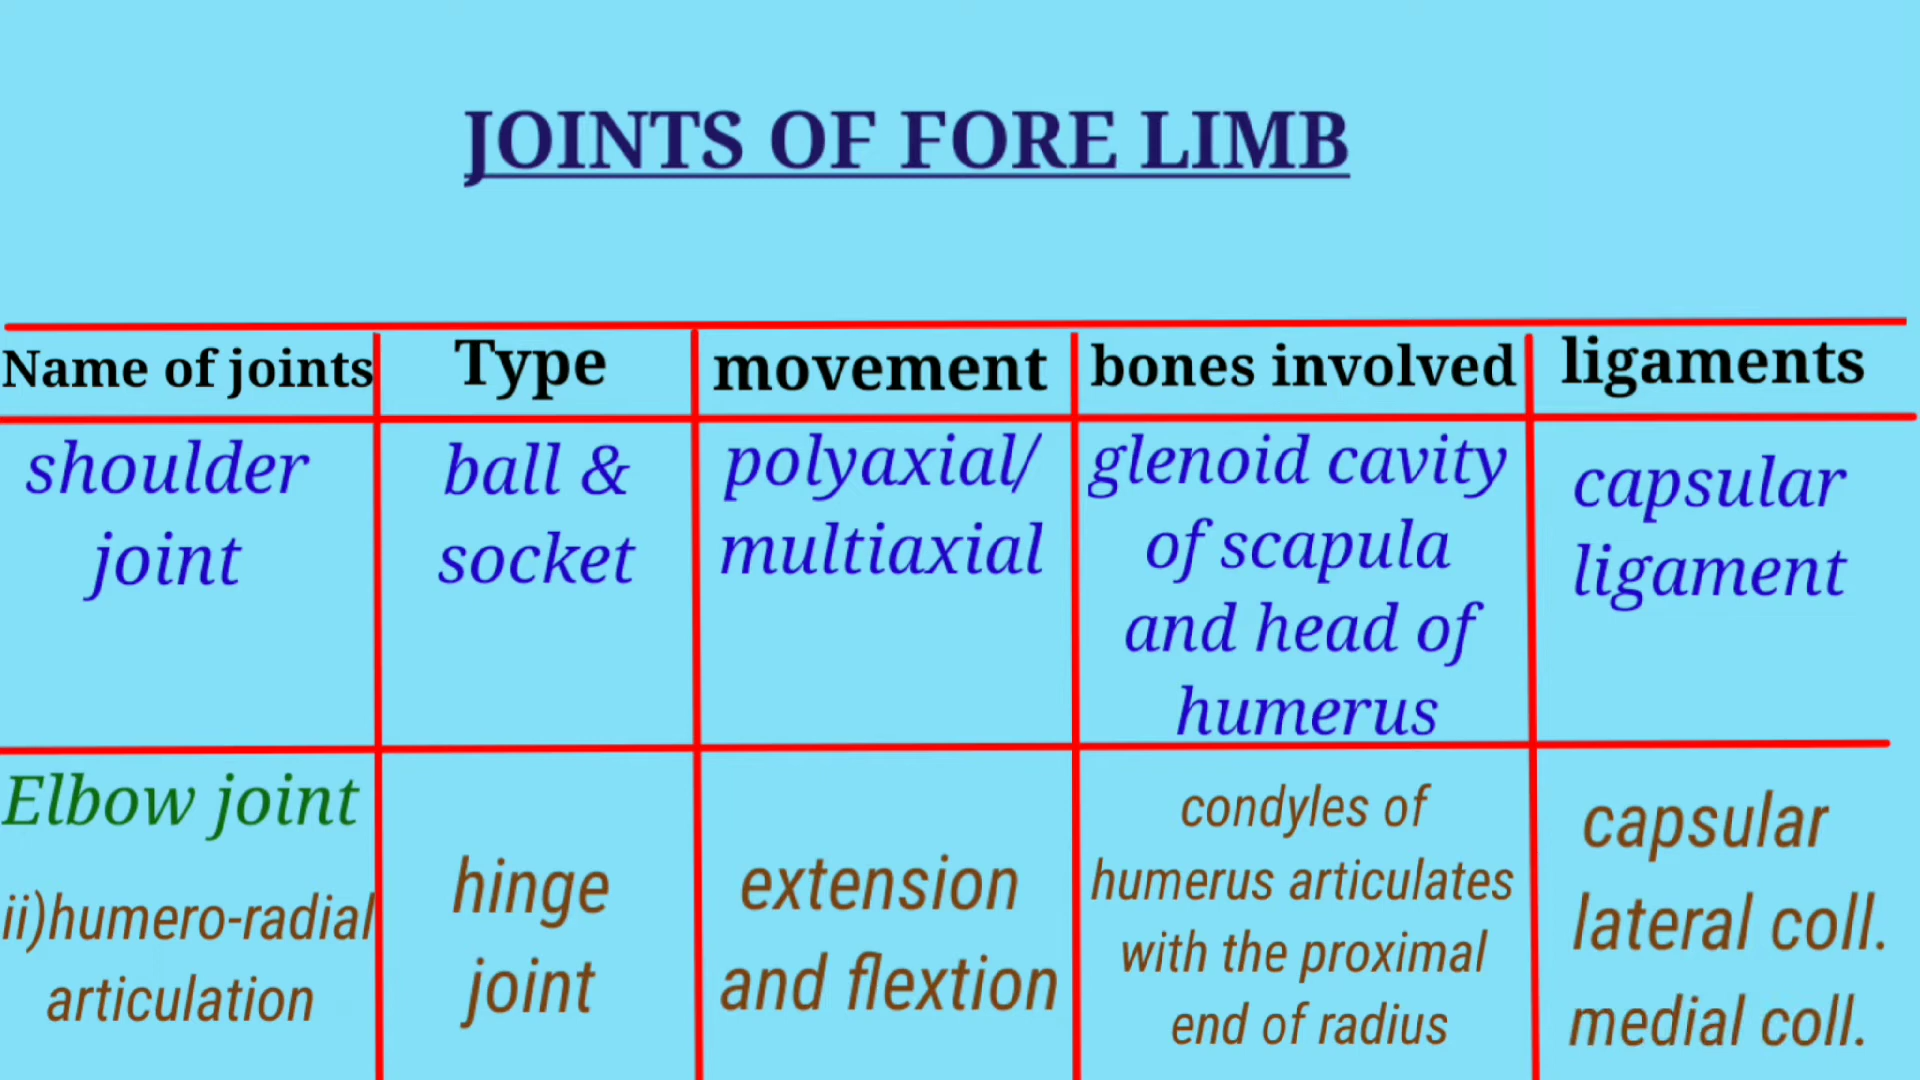 JOINTS OF FORE LIMB
Name of joints
Type
movement
bones involved
ligaments
shoulder
joint
ball &
socket
polyaxial/
multiaxial
glenoid cavity
of scapula
and head of
humerus
capsular
ligament
Elbow joint
ii)humero-radial
articulation
hinge
joint
extension
and flextion
condyles of
humerus articulates
with the proximal
end of radius
capsular
lateral coll.
medial coll.